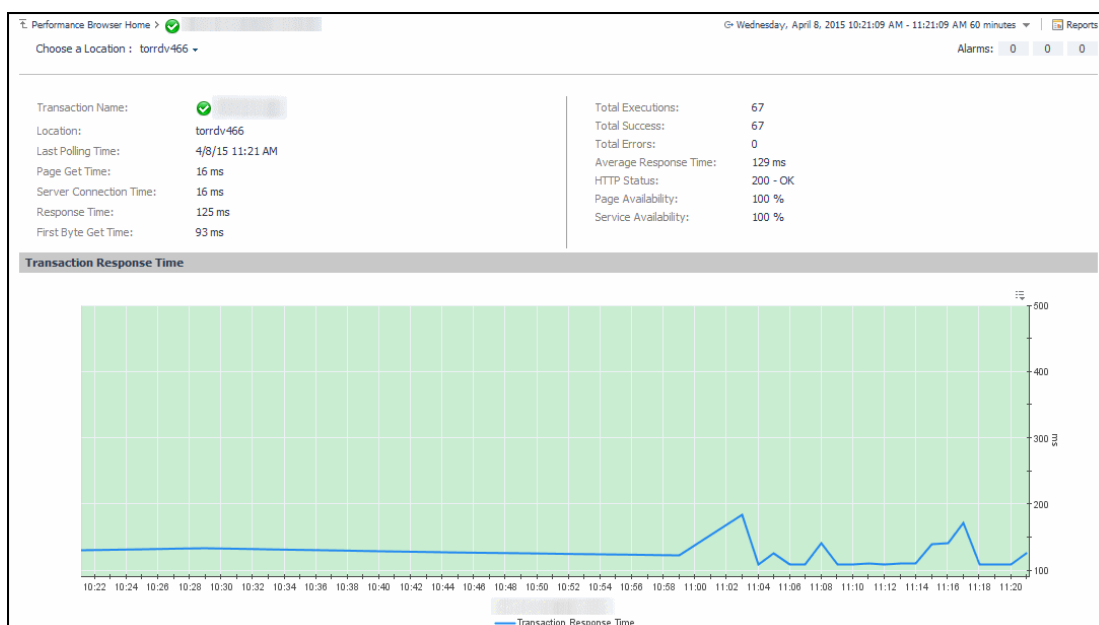 Performance Browser Home >
Wednesday, April 8, 2015 10:21:09 AM - 11:21:09 AM 60 minutes
Reports
Choose a Location : torrdv466
Alarms: 0 0 0
Transaction Name:
Location: torrdv466
Last Polling Time: 4/8/15 11:21 AM
Page Get Time: 16 ms
Server Connection Time: 16 ms
Response Time: 125 ms
First Byte Get Time: 93 ms
Total Executions: 67
Total Success: 67
Total Errors: 0
Average Response Time: 129 ms
HTTP Status: 200 - OK
Page Availability: 100 %
Service Availability: 100 %
Transaction Response Time
500
400
300
200
100
ms
10:22 10:24 10:26 10:28 10:30 10:32 10:34 10:36 10:38 10:40 10:42 10:44 10:46 10:48 10:50 10:52 10:54 10:56 10:58 11:00 11:02 11:04 11:06 11:08 11:10 11:12 11:14 11:16 11:18 11:20
Transaction Response Time